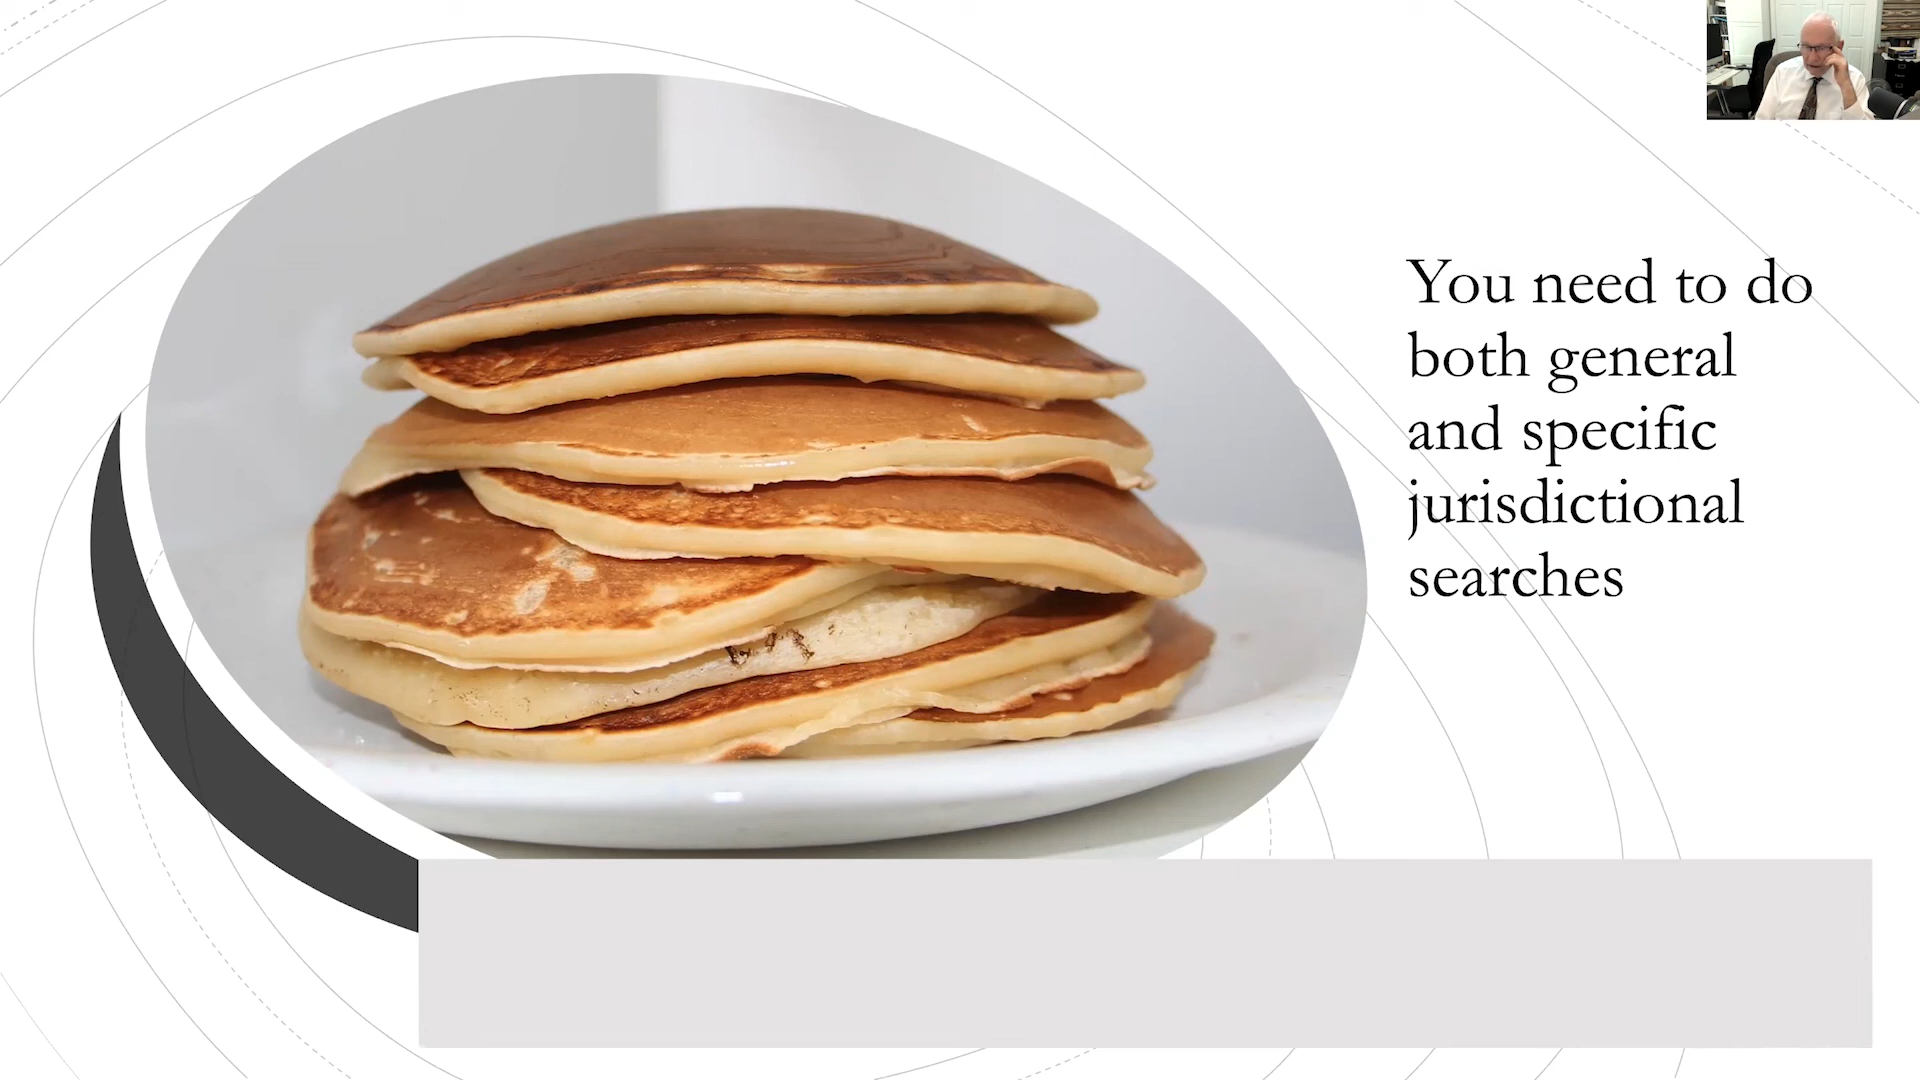 You need to do
both general
and specific
jurisdictional
searches